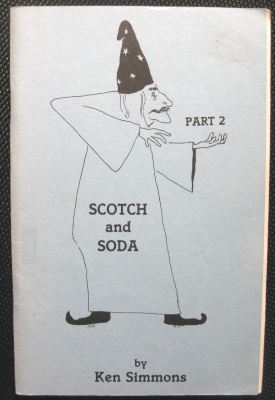 PART 2
SCOTCH
and
SODA
by
Ken Simmons